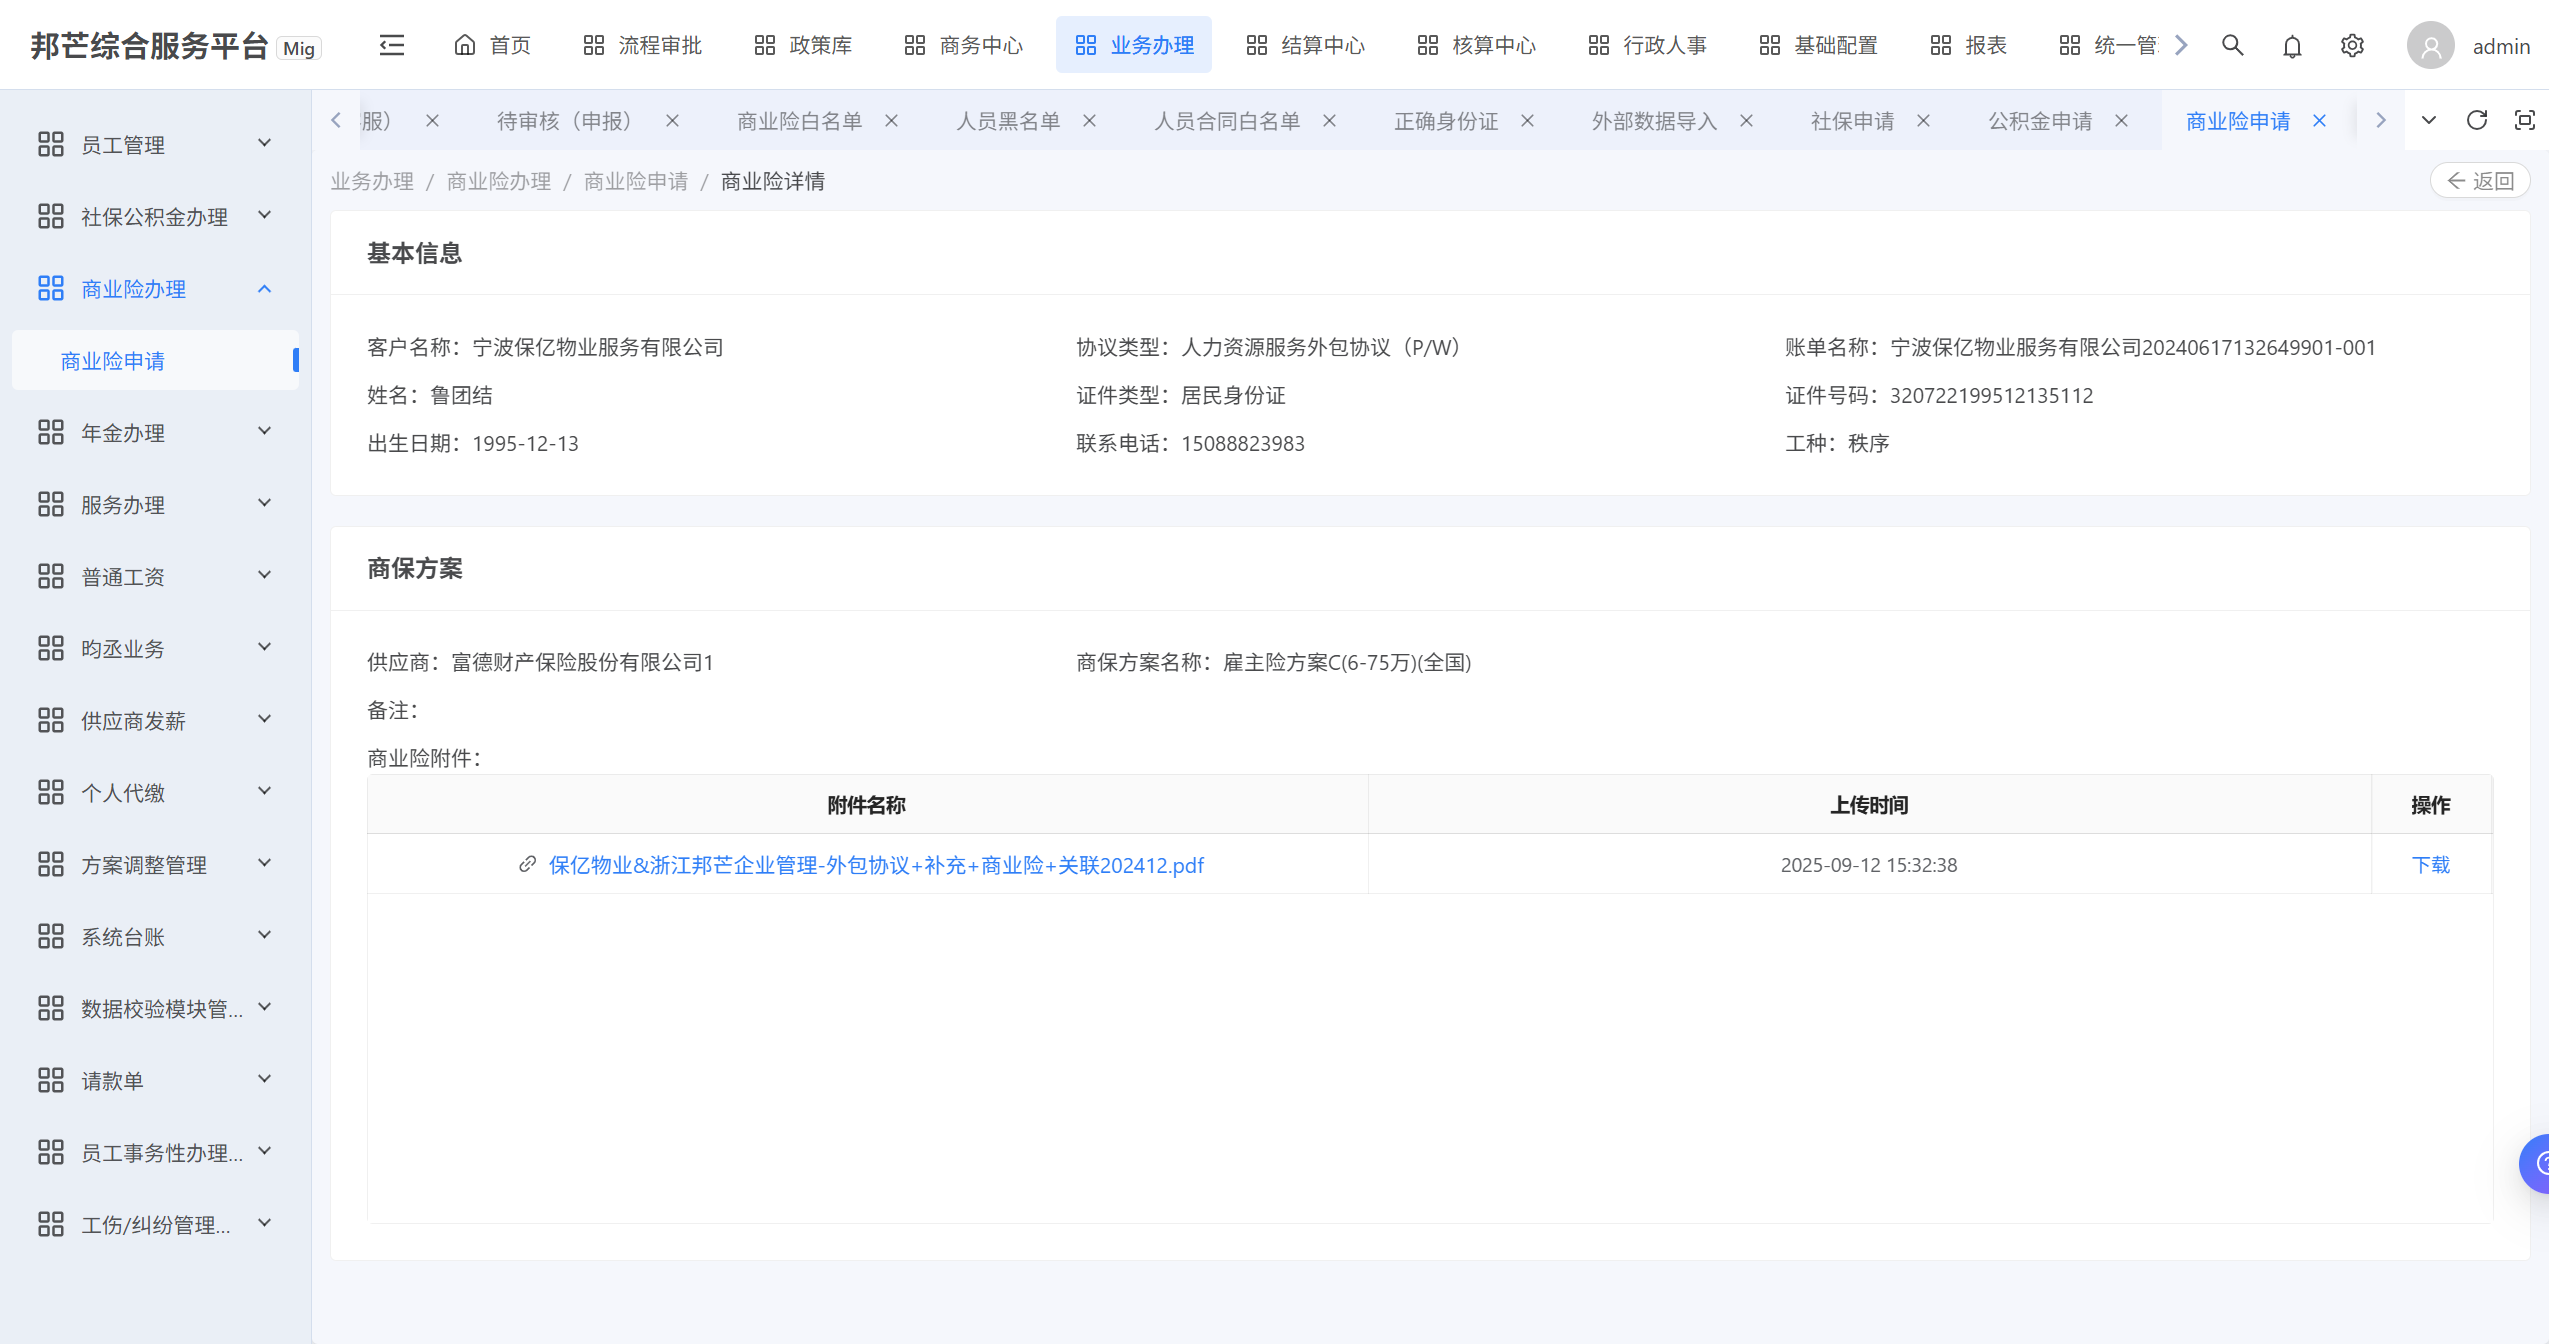 邦芒综合服务平台 Mig
首页 流程审批 政策库 商务中心 业务办理 结算中心 核算中心 行政人事 基础配置 报表 统一管
admin
员工管理
社保公积金办理
商业险办理
商业险申请
年金办理
服务办理
普通工资
昀丞业务
供应商发薪
个人代缴
方案调整管理
系统台账
数据校验模块管...
请款单
员工事务性办理...
工伤/纠纷管理...
服） 待审核（申报） 商业险白名单 人员黑名单 人员合同白名单 正确身份证 外部数据导入 社保申请 公积金申请 商业险申请
业务办理 / 商业险办理 / 商业险申请 / 商业险详情
返回
基本信息
客户名称：宁波保亿物业服务有限公司 协议类型：人力资源服务外包协议（P/W） 账单名称：宁波保亿物业服务有限公司20240617132649901-001
姓名：鲁团结 证件类型：居民身份证 证件号码：320722199512135112
出生日期：1995-12-13 联系电话：15088823983 工种：秩序
商保方案
供应商：富德财产保险股份有限公司1 商保方案名称：雇主险方案C(6-75万)(全国)
备注：
商业险附件：
附件名称 上传时间 操作
保亿物业&浙江邦芒企业管理-外包协议+补充+商业险+关联202412.pdf 2025-09-12 15:32:38 下载